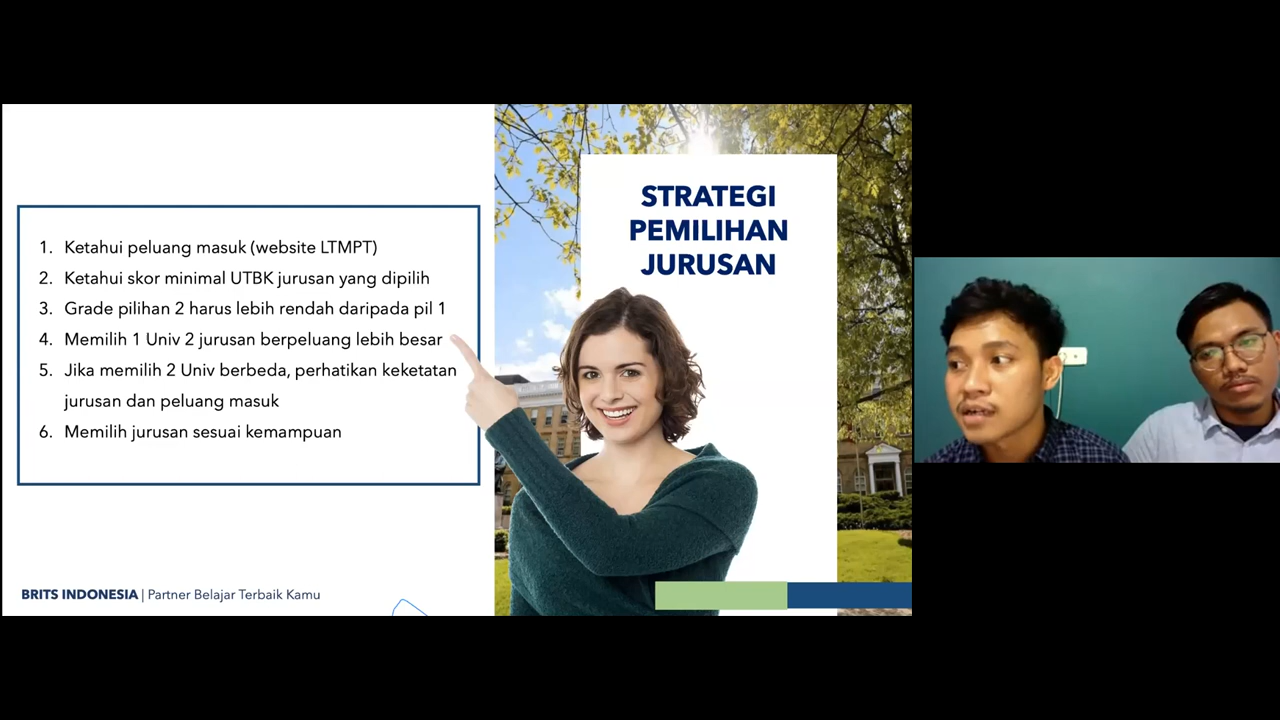 STRATEGI
PEMILIHAN
JURUSAN
1. Ketahui peluang masuk (website LTMPT)
2. Ketahui skor minimal UTBK jurusan yang dipilih
3. Grade pilihan 2 harus lebih rendah daripada pil 1
4. Memilih 1 Univ 2 jurusan berpeluang lebih besar
5. Jika memilih 2 Univ berbeda, perhatikan keketatan
jurusan dan peluang masuk
6. Memilih jurusan sesuai kemampuan
BRITS INDONESIA | Partner Belajar Terbaik Kamu